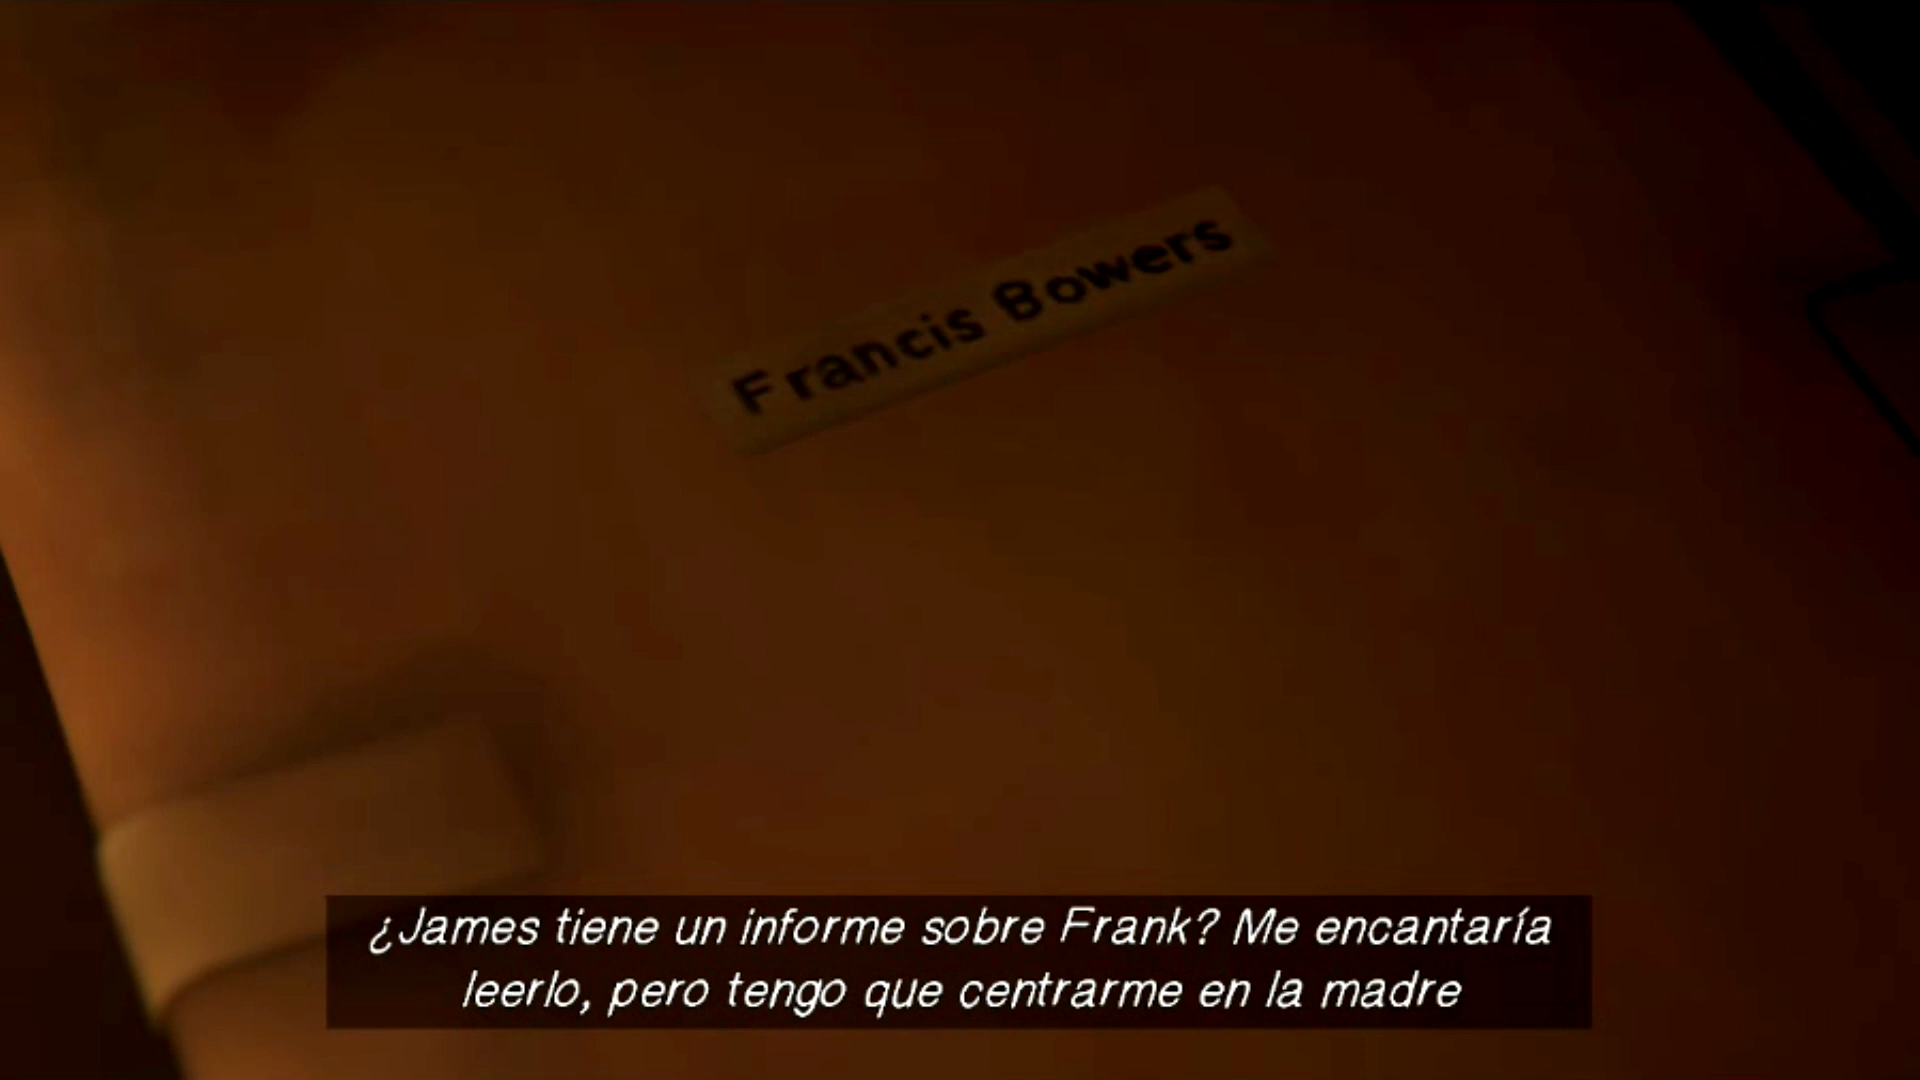 Francis Bowers
¿James tiene un informe sobre Frank? Me encantaría
leerlo, pero tengo que centrarme en la madre